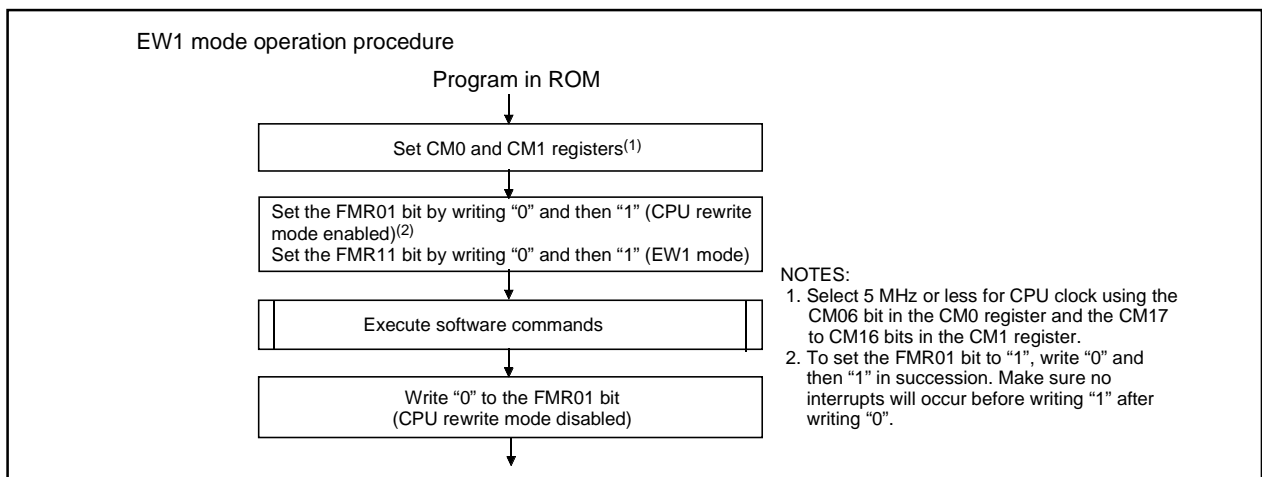 EW1 mode operation procedure
Program in ROM
Set CM0 and CM1 registers(1)
Set the FMR01 bit by writing “0” and then “1” (CPU rewrite
mode enabled)(2)
Set the FMR11 bit by writing “0” and then “1” (EW1 mode)
Execute software commands
Write “0” to the FMR01 bit
(CPU rewrite mode disabled)
NOTES:
1. Select 5 MHz or less for CPU clock using the
CM06 bit in the CM0 register and the CM17
to CM16 bits in the CM1 register.
2. To set the FMR01 bit to “1”, write “0” and
then “1” in succession. Make sure no
interrupts will occur before writing “1” after
writing “0”.